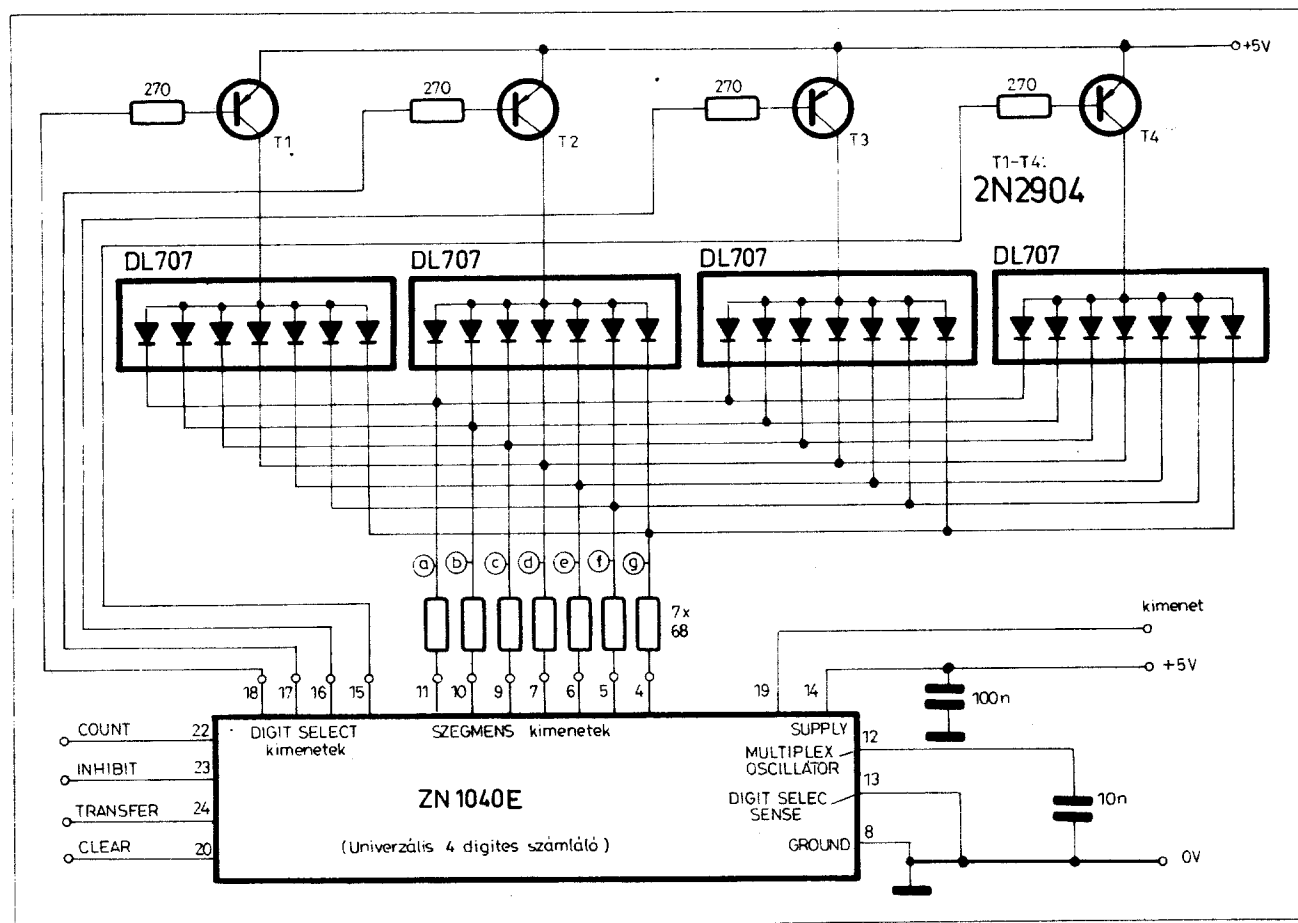 +5V
270
270
270
270
T1
T2
T3
T4
T1-T4:
2N2904
DL707
DL707
DL707
DL707
a
b
c
d
e
f
g
7x
68
kimenet
+5V
100n
18
17
16
15
11
10
9
7
6
5
4
19
14
COUNT
22
INHIBIT
23
TRANSFER
24
CLEAR
20
DIGIT SELECT
kimenetek
SZEGMENS kimenetek
SUPPLY
12
MULTIPLEX
OSCILLÁTOR
13
DIGIT SELEC
SENSE
8
GROUND
10n
0V
ZN1040E
(Univerzális 4 digites számláló)